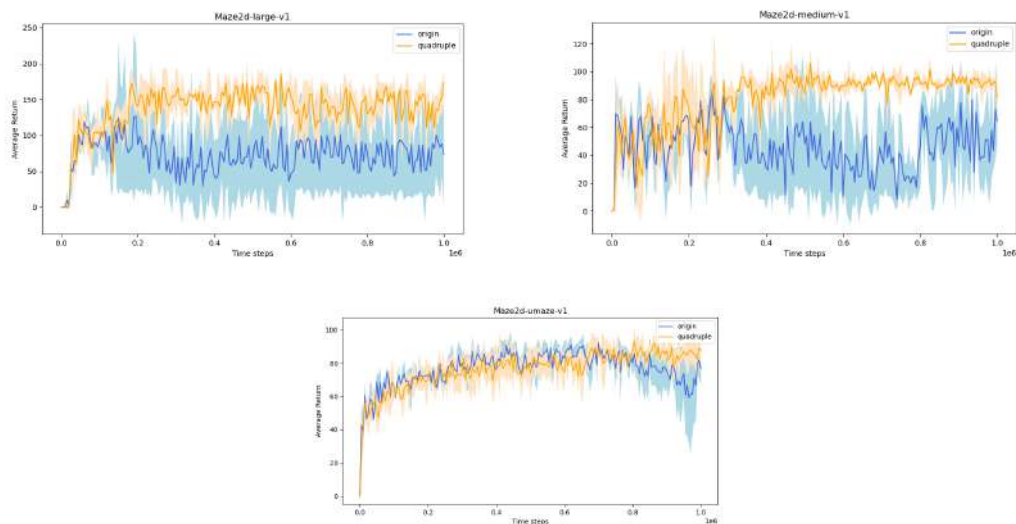 Maze2d-large-v1
250
200
150
100
50
0
Average Return
origin
quadruple
0.0 0.2 0.4 0.6 0.8 1.0
Time steps
1e6
Maze2d-medium-v1
120
100
80
60
40
20
0
Average Return
origin
quadruple
0.0 0.2 0.4 0.6 0.8 1.0
Time steps
1e6
Maze2d-umaze-v1
100
80
60
40
20
0
Average Return
origin
quadruple
0.0 0.2 0.4 0.6 0.8 1.0
Time steps
1e6